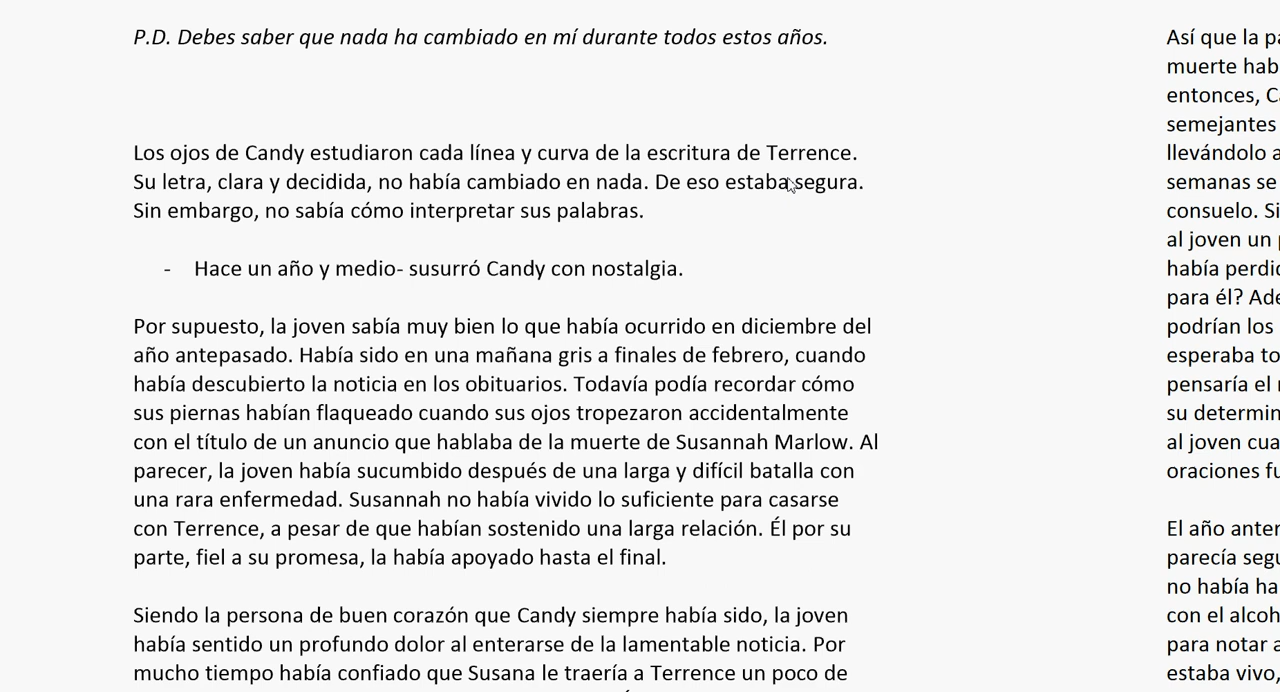 P.D. Debes saber que nada ha cambiado en mí durante todos estos años.
Los ojos de Candy estudiaron cada línea y curva de la escritura de Terrence.
Su letra, clara y decidida, no había cambiado en nada. De eso estaba segura.
Sin embargo, no sabía cómo interpretar sus palabras.
- Hace un año y medio- susurró Candy con nostalgia.
Por supuesto, la joven sabía muy bien lo que había ocurrido en diciembre del
año antepasado. Había sido en una mañana gris a finales de febrero, cuando
había descubierto la noticia en los obituarios. Todavía podía recordar cómo
sus piernas habían flaqueado cuando sus ojos tropezaron accidentalmente
con el título de un anuncio que hablaba de la muerte de Susannah Marlow. Al
parecer, la joven había sucumbido después de una larga y difícil batalla con
una rara enfermedad. Susannah no había vivido lo suficiente para casarse
con Terrence, a pesar de que habían sostenido una larga relación. Él por su
parte, fiel a su promesa, la había apoyado hasta el final.
Siendo la persona de buen corazón que Candy siempre había sido, la joven
había sentido un profundo dolor al enterarse de la lamentable noticia. Por
mucho tiempo había confiado que Susana le traería a Terrence un poco de
Así que la
muerte
entonces,
semejantes
llevándolo
semanas se
consuelo.
al joven un
había
para él?
podrían los
esperaba
pensaría el
su
al joven
oraciones
El año
parecía
no había
con el
para notar
estaba vivo,